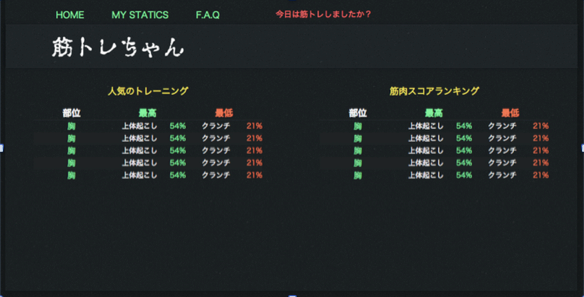 HOME MY STATICS F.A.Q 今日は筋トレしましたか？
筋トレちゃん
人気のトレーニング 筋肉スコアランキング
部位 最高 最低 部位 最高 最低
胸 上体起こし 54% クランチ 21% 胸 上体起こし 54% クランチ 21%
胸 上体起こし 54% クランチ 21% 胸 上体起こし 54% クランチ 21%
胸 上体起こし 54% クランチ 21% 胸 上体起こし 54% クランチ 21%
胸 上体起こし 54% クランチ 21% 胸 上体起こし 54% クランチ 21%
胸 上体起こし 54% クランチ 21% 胸 上体起こし 54% クランチ 21%